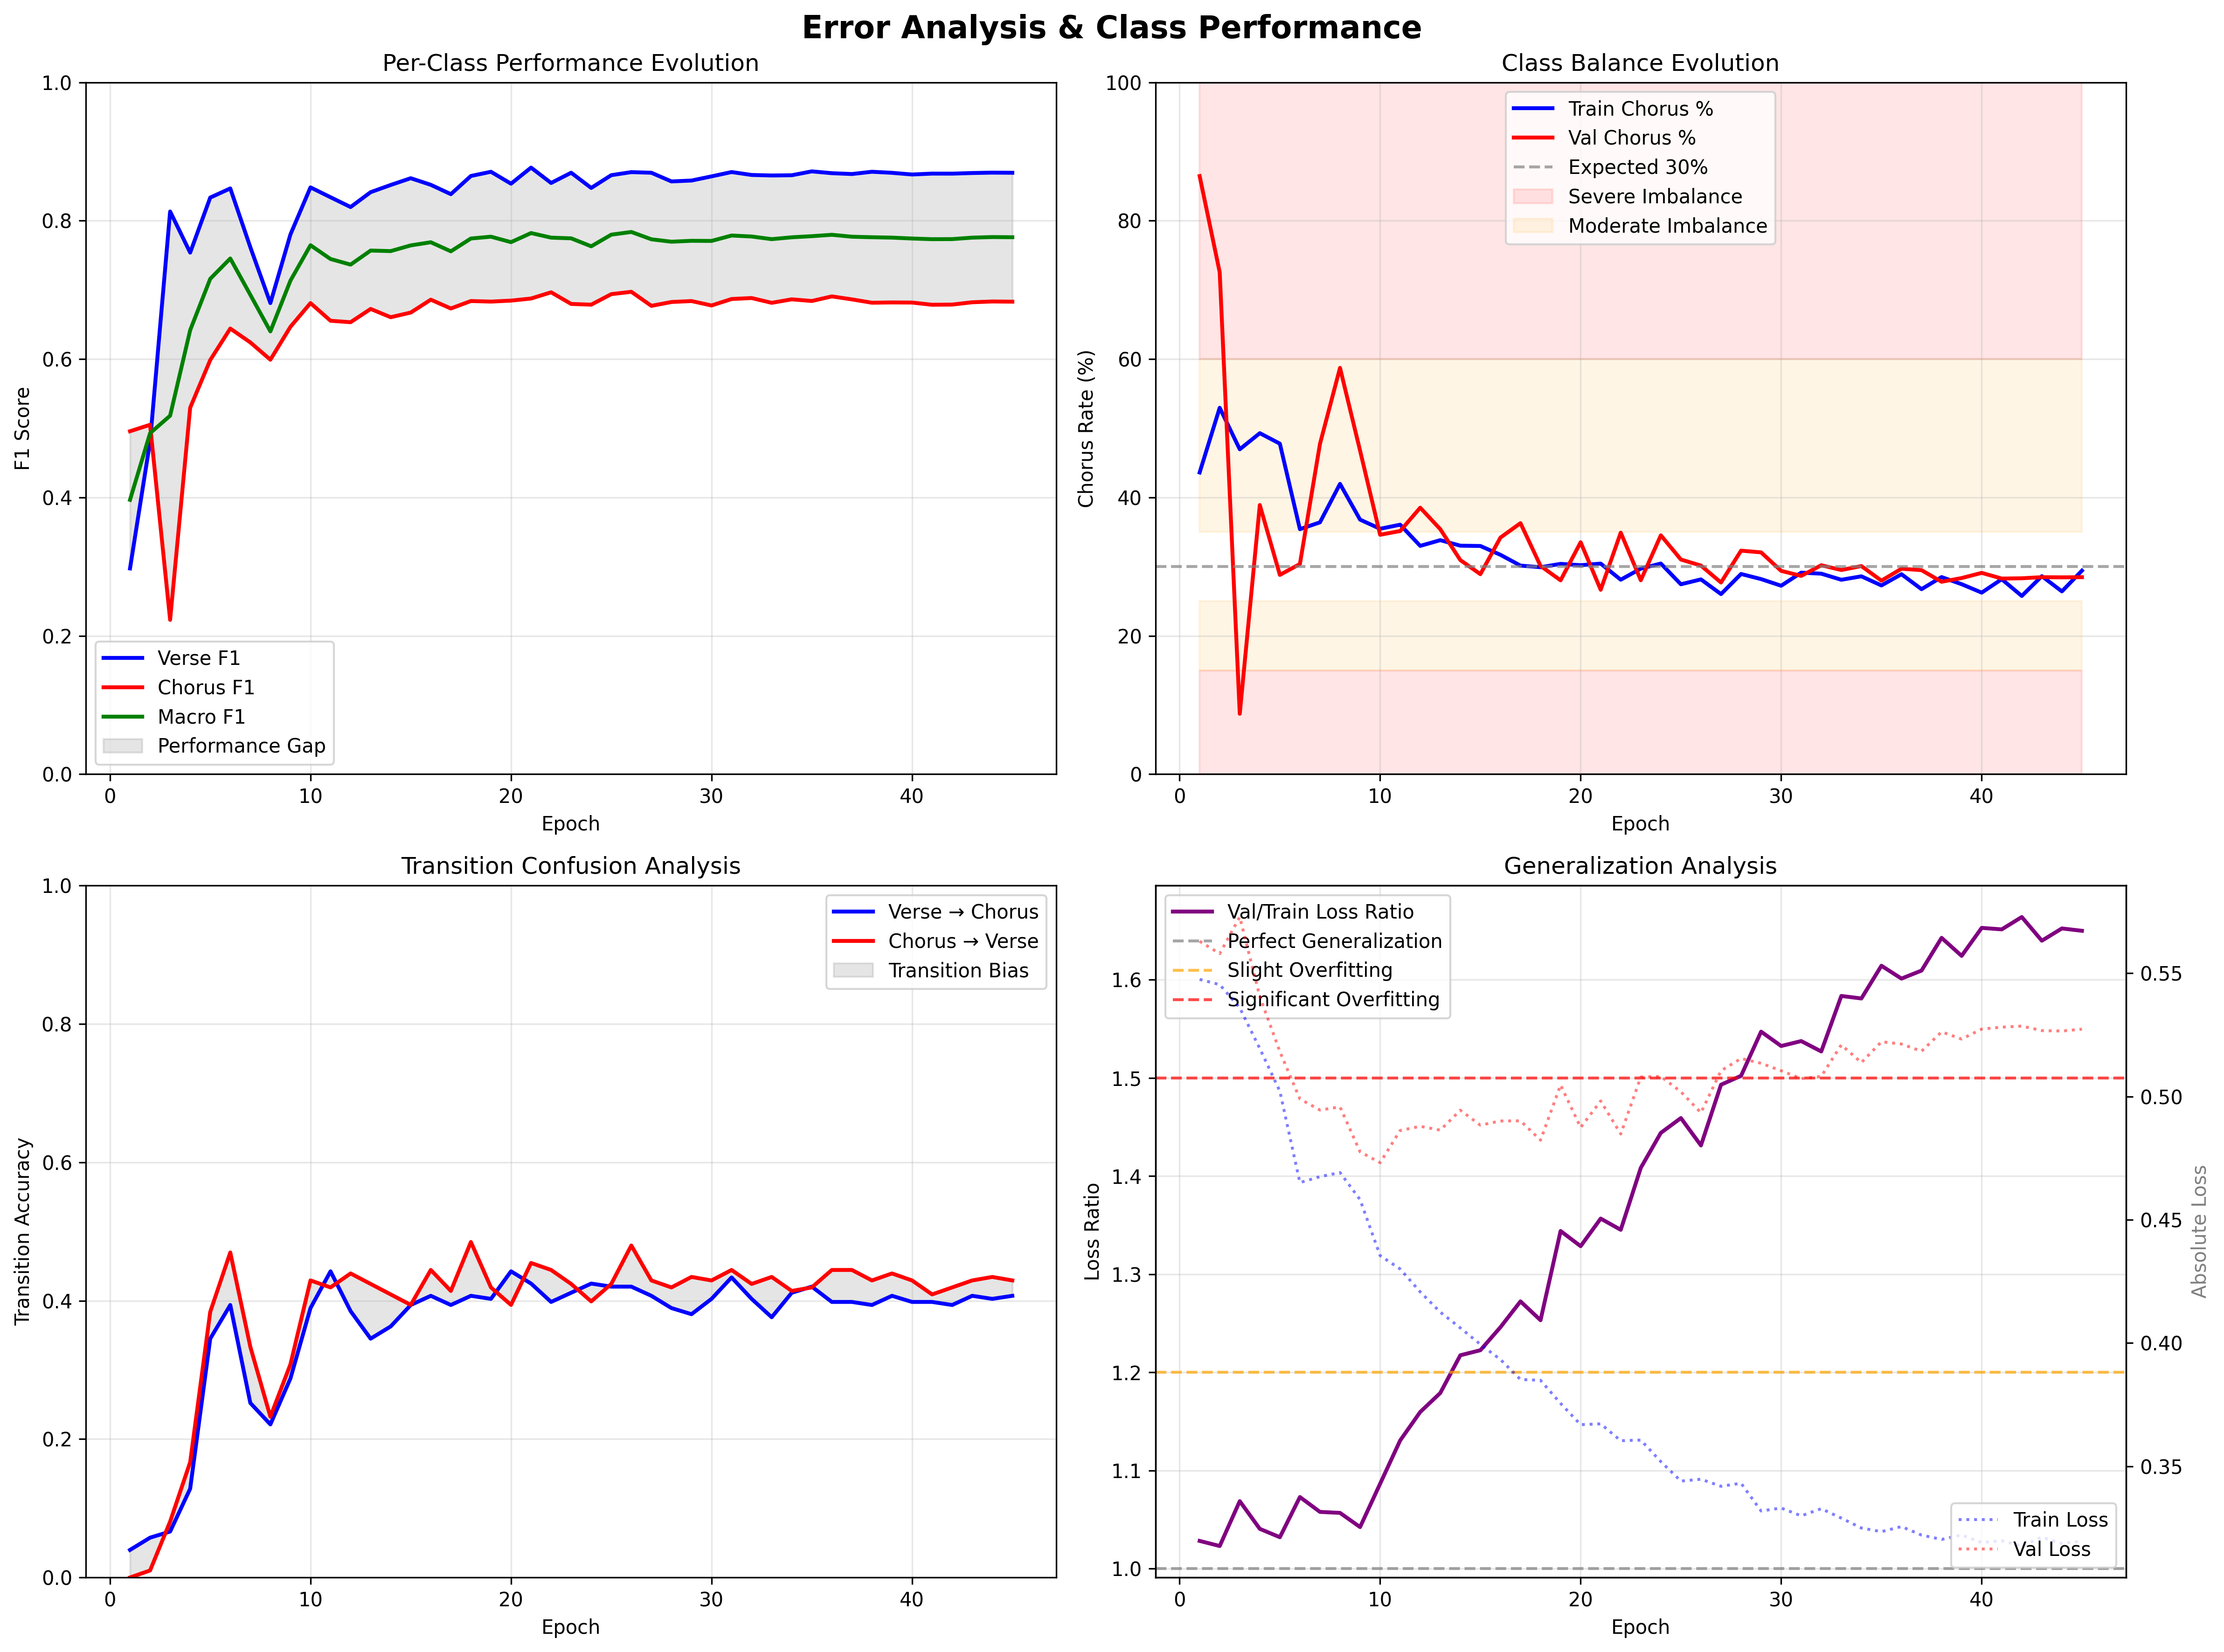 Error Analysis & Class Performance
Per-Class Performance Evolution
1.0
0.8
0.6
0.4
0.2
0.0
F1 Score
Verse F1
Chorus F1
Macro F1
Performance Gap
0 10 20 30 40
Epoch
Class Balance Evolution
100
80
60
40
20
0
Chorus Rate (%)
Train Chorus %
Val Chorus %
Expected 30%
Severe Imbalance
Moderate Imbalance
0 10 20 30 40
Epoch
Transition Confusion Analysis
1.0
0.8
0.6
0.4
0.2
0.0
Transition Accuracy
Verse → Chorus
Chorus → Verse
Transition Bias
0 10 20 30 40
Epoch
Generalization Analysis
1.6
1.5
1.4
1.3
1.2
1.1
1.0
Loss Ratio
Val/Train Loss Ratio
Perfect Generalization
Slight Overfitting
Significant Overfitting
0.55
0.50
0.45
0.40
0.35
Absolute Loss
Train Loss
Val Loss
0 10 20 30 40
Epoch